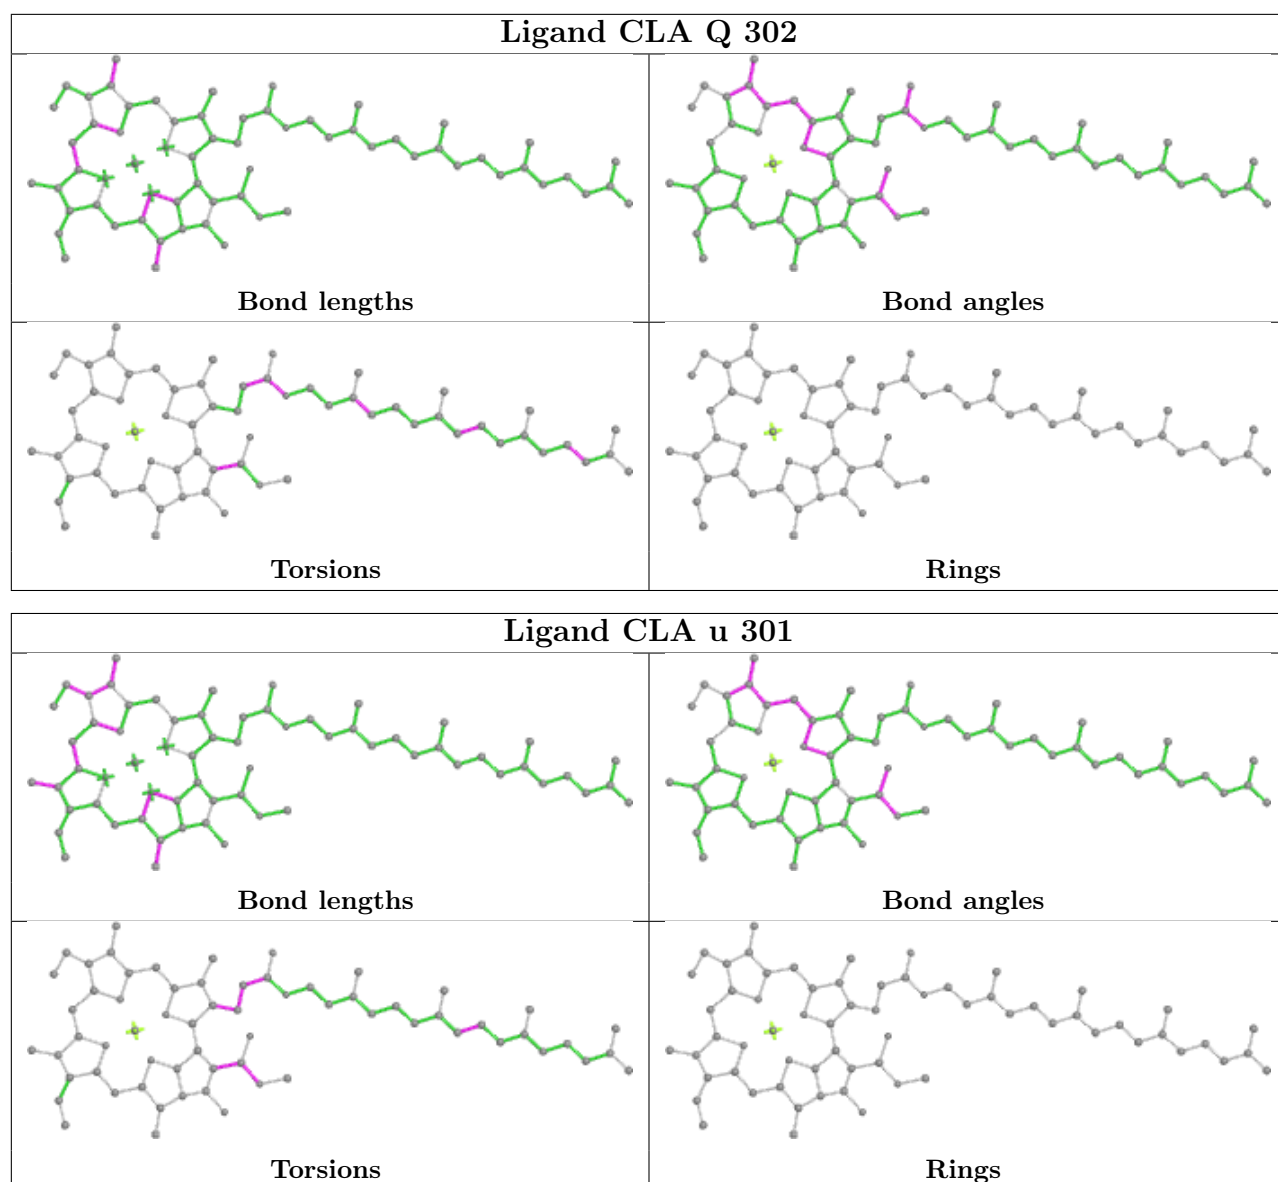 Ligand CLA Q 302
Bond lengths
Bond angles
Torsions
Rings
Ligand CLA u 301
Bond lengths
Bond angles
Torsions
Rings